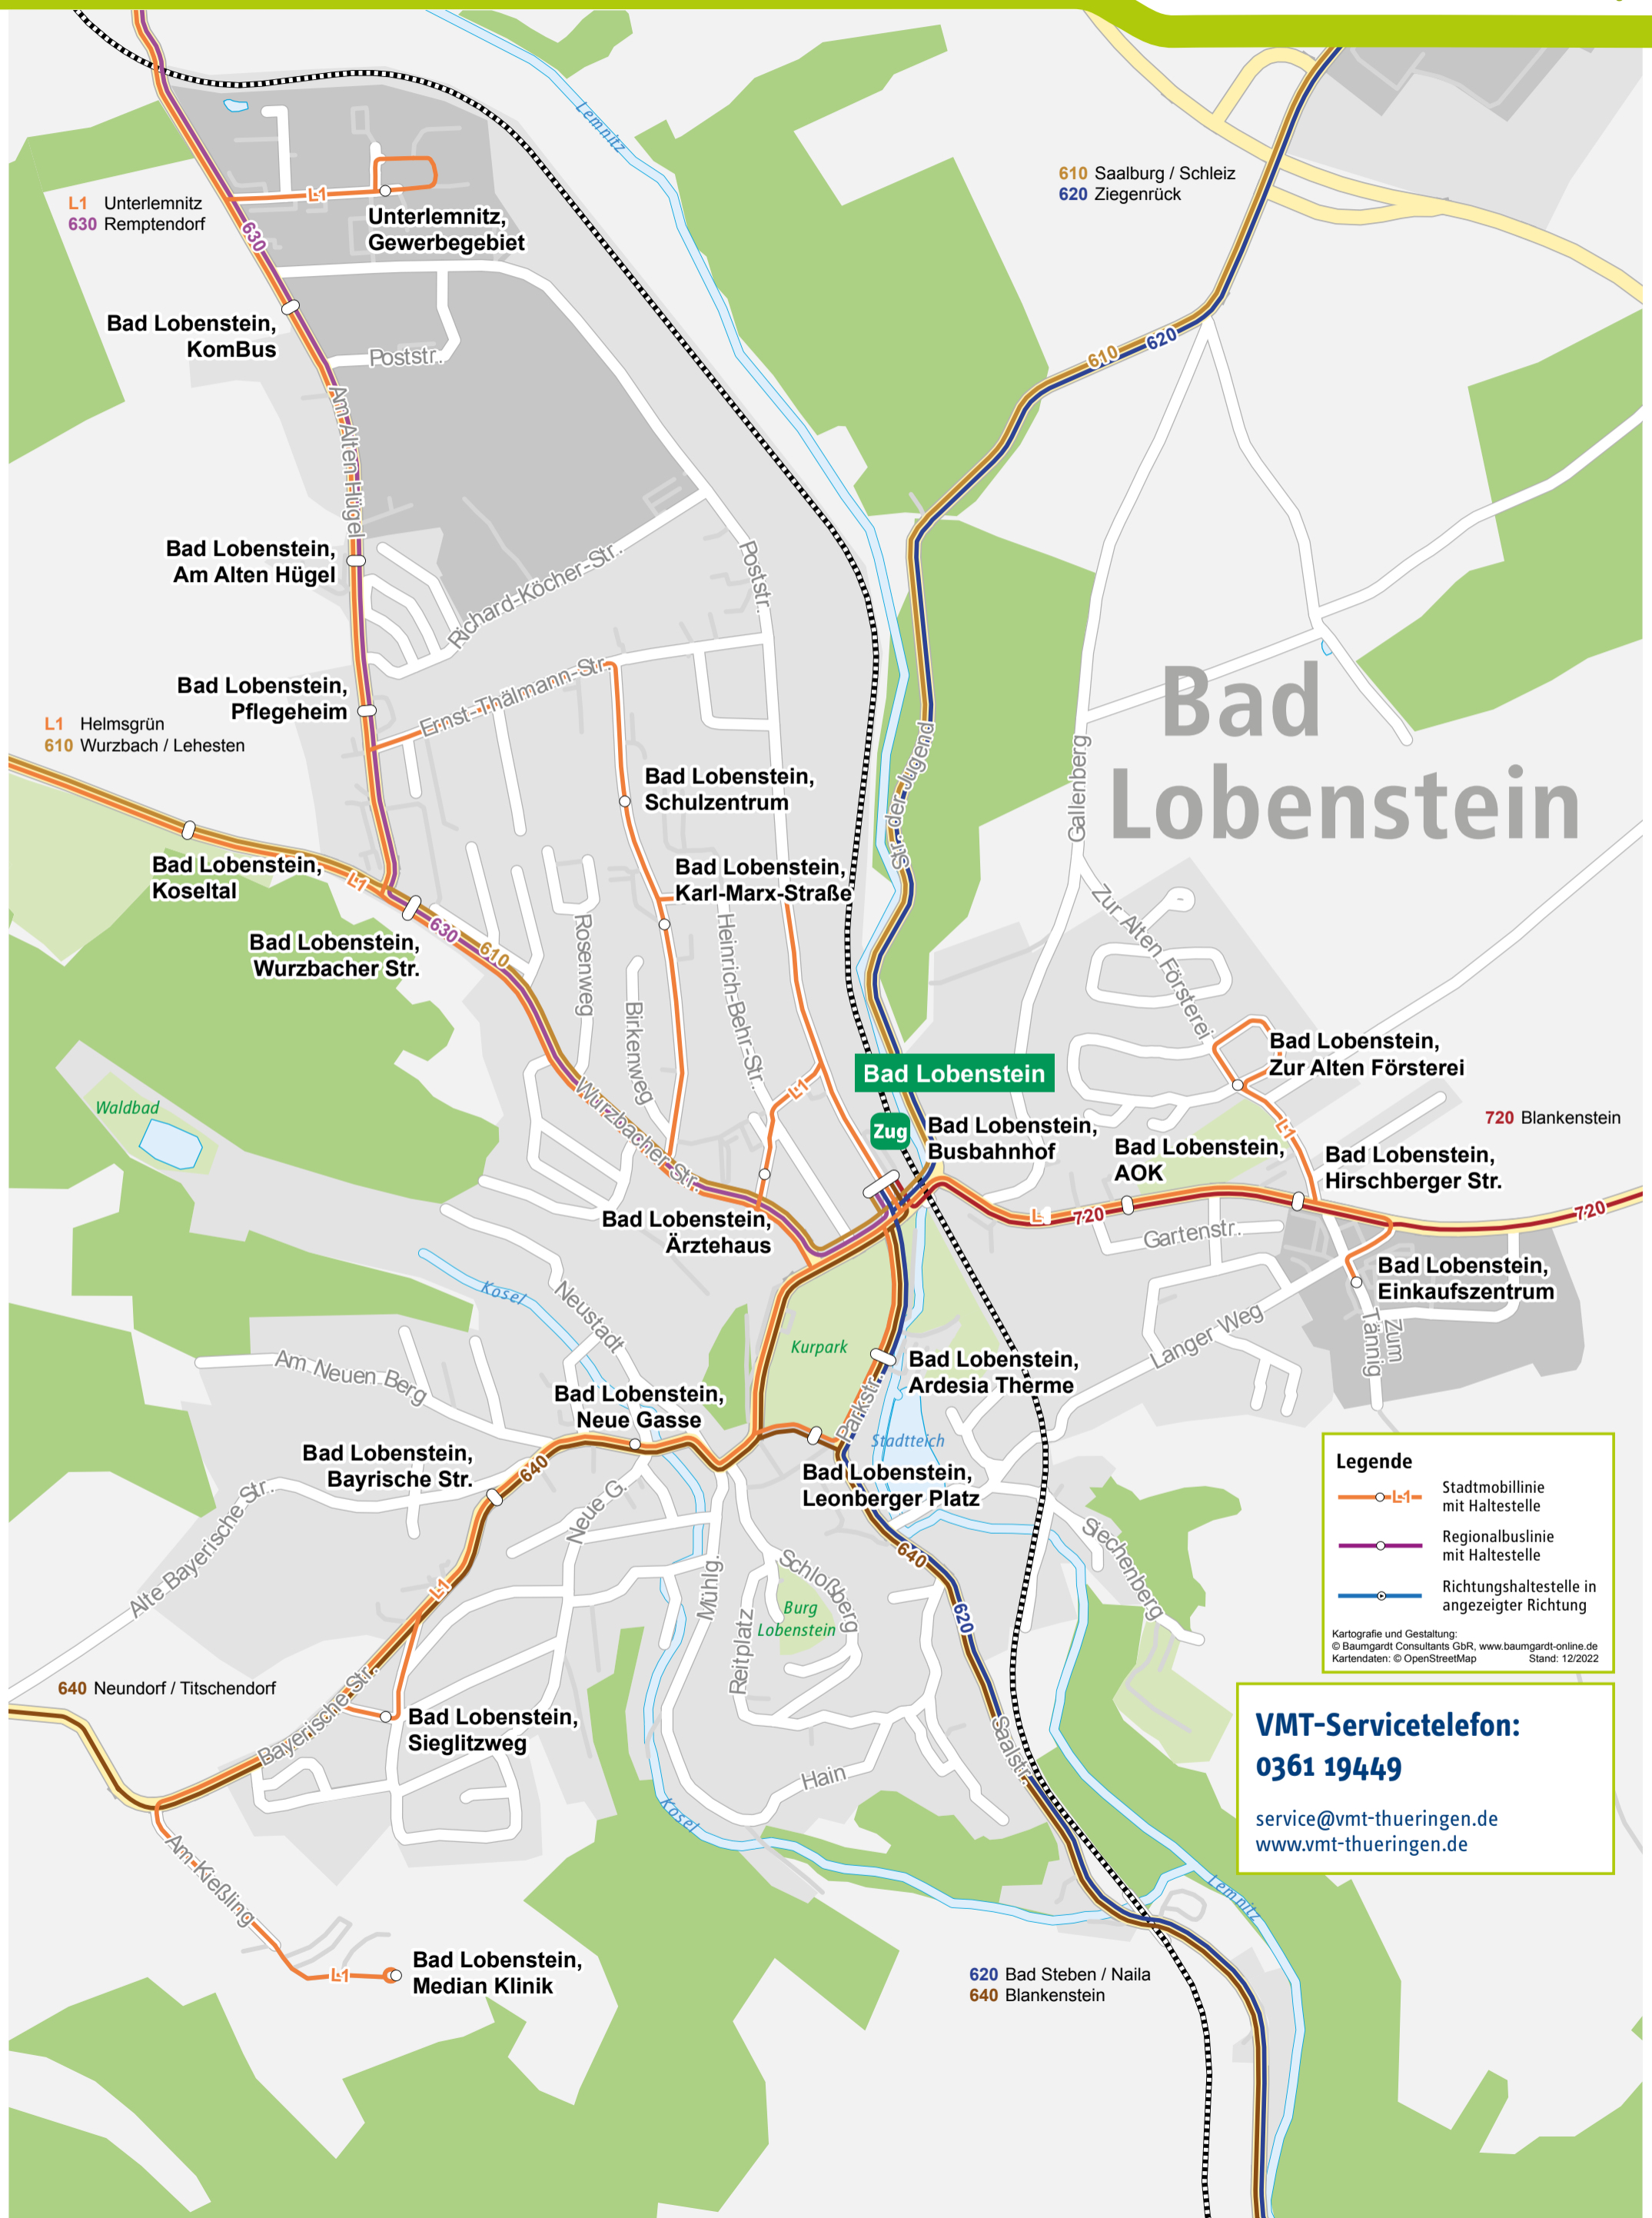 Lemnitz
610 Saalburg / Schleiz
620 Ziegenrück
L1 Unterlemnitz
630 Remptendorf
L1
Unterlemnitz,
Gewerbegebiet
630
Bad Lobenstein,
KomBus
Poststr.
610
620
Am Alten Hügel
Bad Lobenstein,
Am Alten Hügel
Richard-Köcher-Str.
Poststr.
Bad Lobenstein,
Pflegeheim
Ernst-Thälmann-Str.
L1 Helmsgrün
610 Wurzbach / Lehesten
Bad
Lobenstein
Str. der Jugend
Gallenberg
Bad Lobenstein,
Schulzentrum
Bad Lobenstein,
Koseltal
L1
Bad Lobenstein,
Karl-Marx-Straße
Bad Lobenstein,
Wurzbacher Str.
630
610
Rosenweg
Birkenweg
Heinrich-Behr-Str.
Zur Alten Försterei
Bad Lobenstein,
Zur Alten Försterei
Bad Lobenstein
Zug
Bad Lobenstein,
Busbahnhof
L1
L1
Waldbad
Wurzbacher Str.
720 Blankenstein
Bad Lobenstein,
AOK
Bad Lobenstein,
Hirschberger Str.
720
720
Gartenstr.
Bad Lobenstein,
Ärztehaus
Bad Lobenstein,
Einkaufszentrum
Kosel
Neustadt
Kurpark
Langer Weg
Zum
Tännig
Am Neuen Berg
Bad Lobenstein,
Ardesia Therme
Bad Lobenstein,
Neue Gasse
Parkstr.
Stadtteich
Bad Lobenstein,
Bayrische Str.
640
Bad Lobenstein,
Leonberger Platz
Alte Bayerische Str.
Neue G.
640
Siechenberg
L1
Mühlg.
Reitplatz
Schloßberg
Burg
Lobenstein
620
Legende
L1
Stadtmobillinie
mit Haltestelle
Regionalbuslinie
mit Haltestelle
Richtungshaltestelle in
angezeigter Richtung
Kartografie und Gestaltung:
© Baumgardt Consultants GbR, www.baumgardt-online.de
Kartendaten: © OpenStreetMap Stand: 12/2022
640 Neundorf / Titschendorf
Bayerische Str.
Bad Lobenstein,
Sieglitzweg
Saalstr.
Hain
Kosel
VMT-Servicetelefon:
0361 19449
service@vmt-thueringen.de
www.vmt-thueringen.de
Am Kießling
Lemnitz
L1
Bad Lobenstein,
Median Klinik
620 Bad Steben / Naila
640 Blankenstein